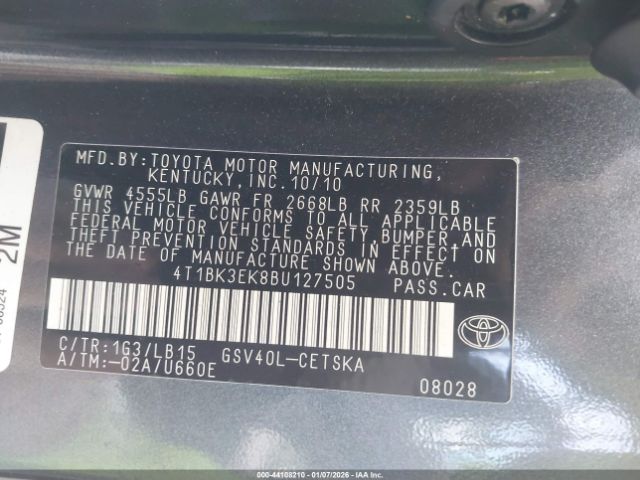 MFD. BY: TOYOTA MOTOR MANUFACTURING,
KENTUCKY, INC. 10/10
GVWR 4555LB GAWR FR 2668LB RR 2359LB
THIS VEHICLE CONFORMS TO ALL APPLICABLE
FEDERAL MOTOR VEHICLE SAFETY, BUMPER, AND
THEFT PREVENTION STANDARDS IN EFFECT ON
THE DATE OF MANUFACTURE SHOWN ABOVE.
4T1BK3EK8BU127505 PASS. CAR
C/TR: 1G3/LB15 GSV40L-CETSKA
A/TM: -02A/U660E
08028
2M
000-44108210 - 01/07/2026 - IAAI.COM